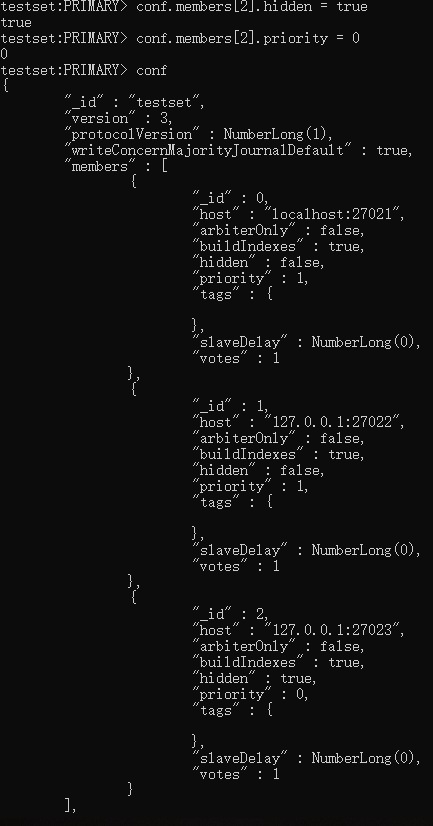 testset:PRIMARY> conf.members[2].hidden = true
true
testset:PRIMARY> conf.members[2].priority = 0
0
testset:PRIMARY> conf
{
        "_id" : "testset",
        "version" : 3,
        "protocolVersion" : NumberLong(1),
        "writeConcernMajorityJournalDefault" : true,
        "members" : [
                {
                        "_id" : 0,
                        "host" : "localhost:27021",
                        "arbiterOnly" : false,
                        "buildIndexes" : true,
                        "hidden" : false,
                        "priority" : 1,
                        "tags" : {

                        },
                        "slaveDelay" : NumberLong(0),
                        "votes" : 1
                },
                {
                        "_id" : 1,
                        "host" : "127.0.0.1:27022",
                        "arbiterOnly" : false,
                        "buildIndexes" : true,
                        "hidden" : false,
                        "priority" : 1,
                        "tags" : {

                        },
                        "slaveDelay" : NumberLong(0),
                        "votes" : 1
                },
                {
                        "_id" : 2,
                        "host" : "127.0.0.1:27023",
                        "arbiterOnly" : false,
                        "buildIndexes" : true,
                        "hidden" : true,
                        "priority" : 0,
                        "tags" : {

                        },
                        "slaveDelay" : NumberLong(0),
                        "votes" : 1
                }
        ],